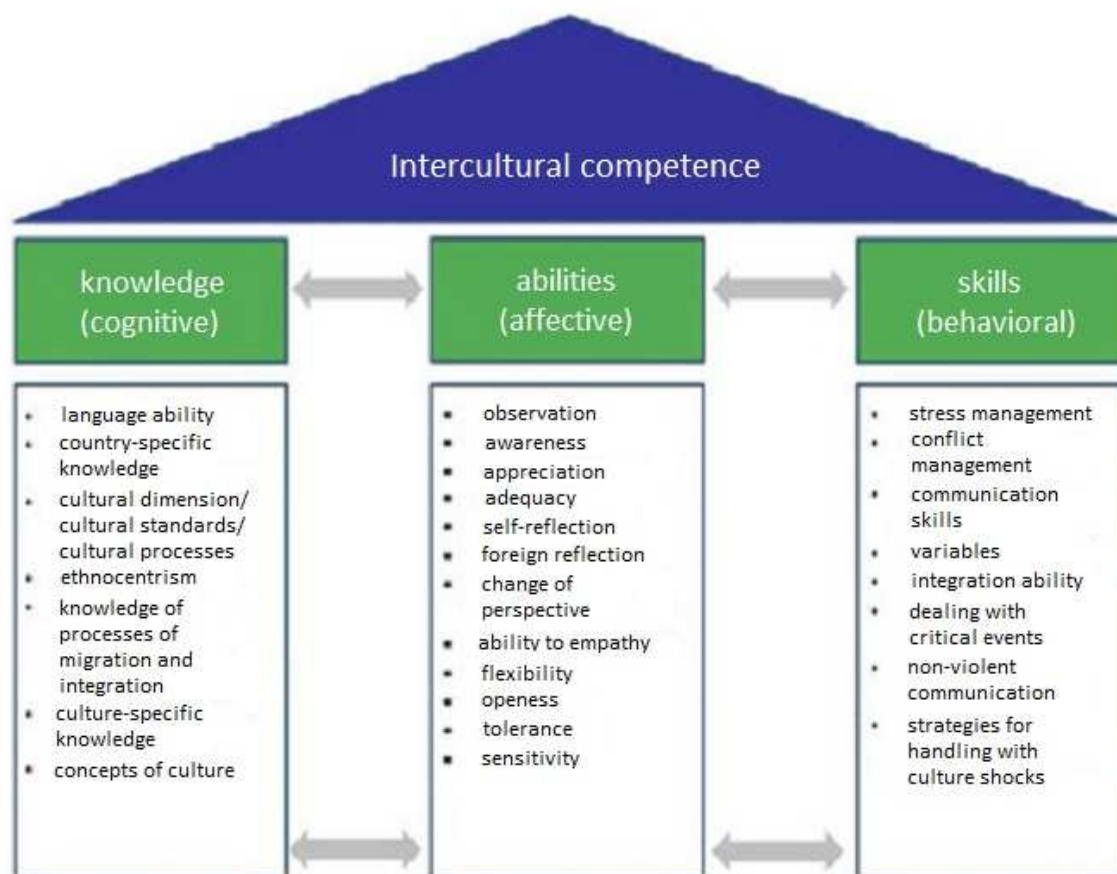 Intercultural competence
knowledge
(cognitive)
abilities
(affective)
skills
(behavioral)
language ability
country-specific
knowledge
cultural dimension/
cultural standards/
cultural processes
ethnocentrism
knowledge of
processes of
migration and
integration
culture-specific
knowledge
concepts of culture
observation
awareness
appreciation
adequacy
self-reflection
foreign reflection
change of
perspective
ability to empathy
flexibility
openess
tolerance
sensitivity
stress management
conflict
management
communication
skills
variables
integration ability
dealing with
critical events
non-violent
communication
strategies for
handling with
culture shocks